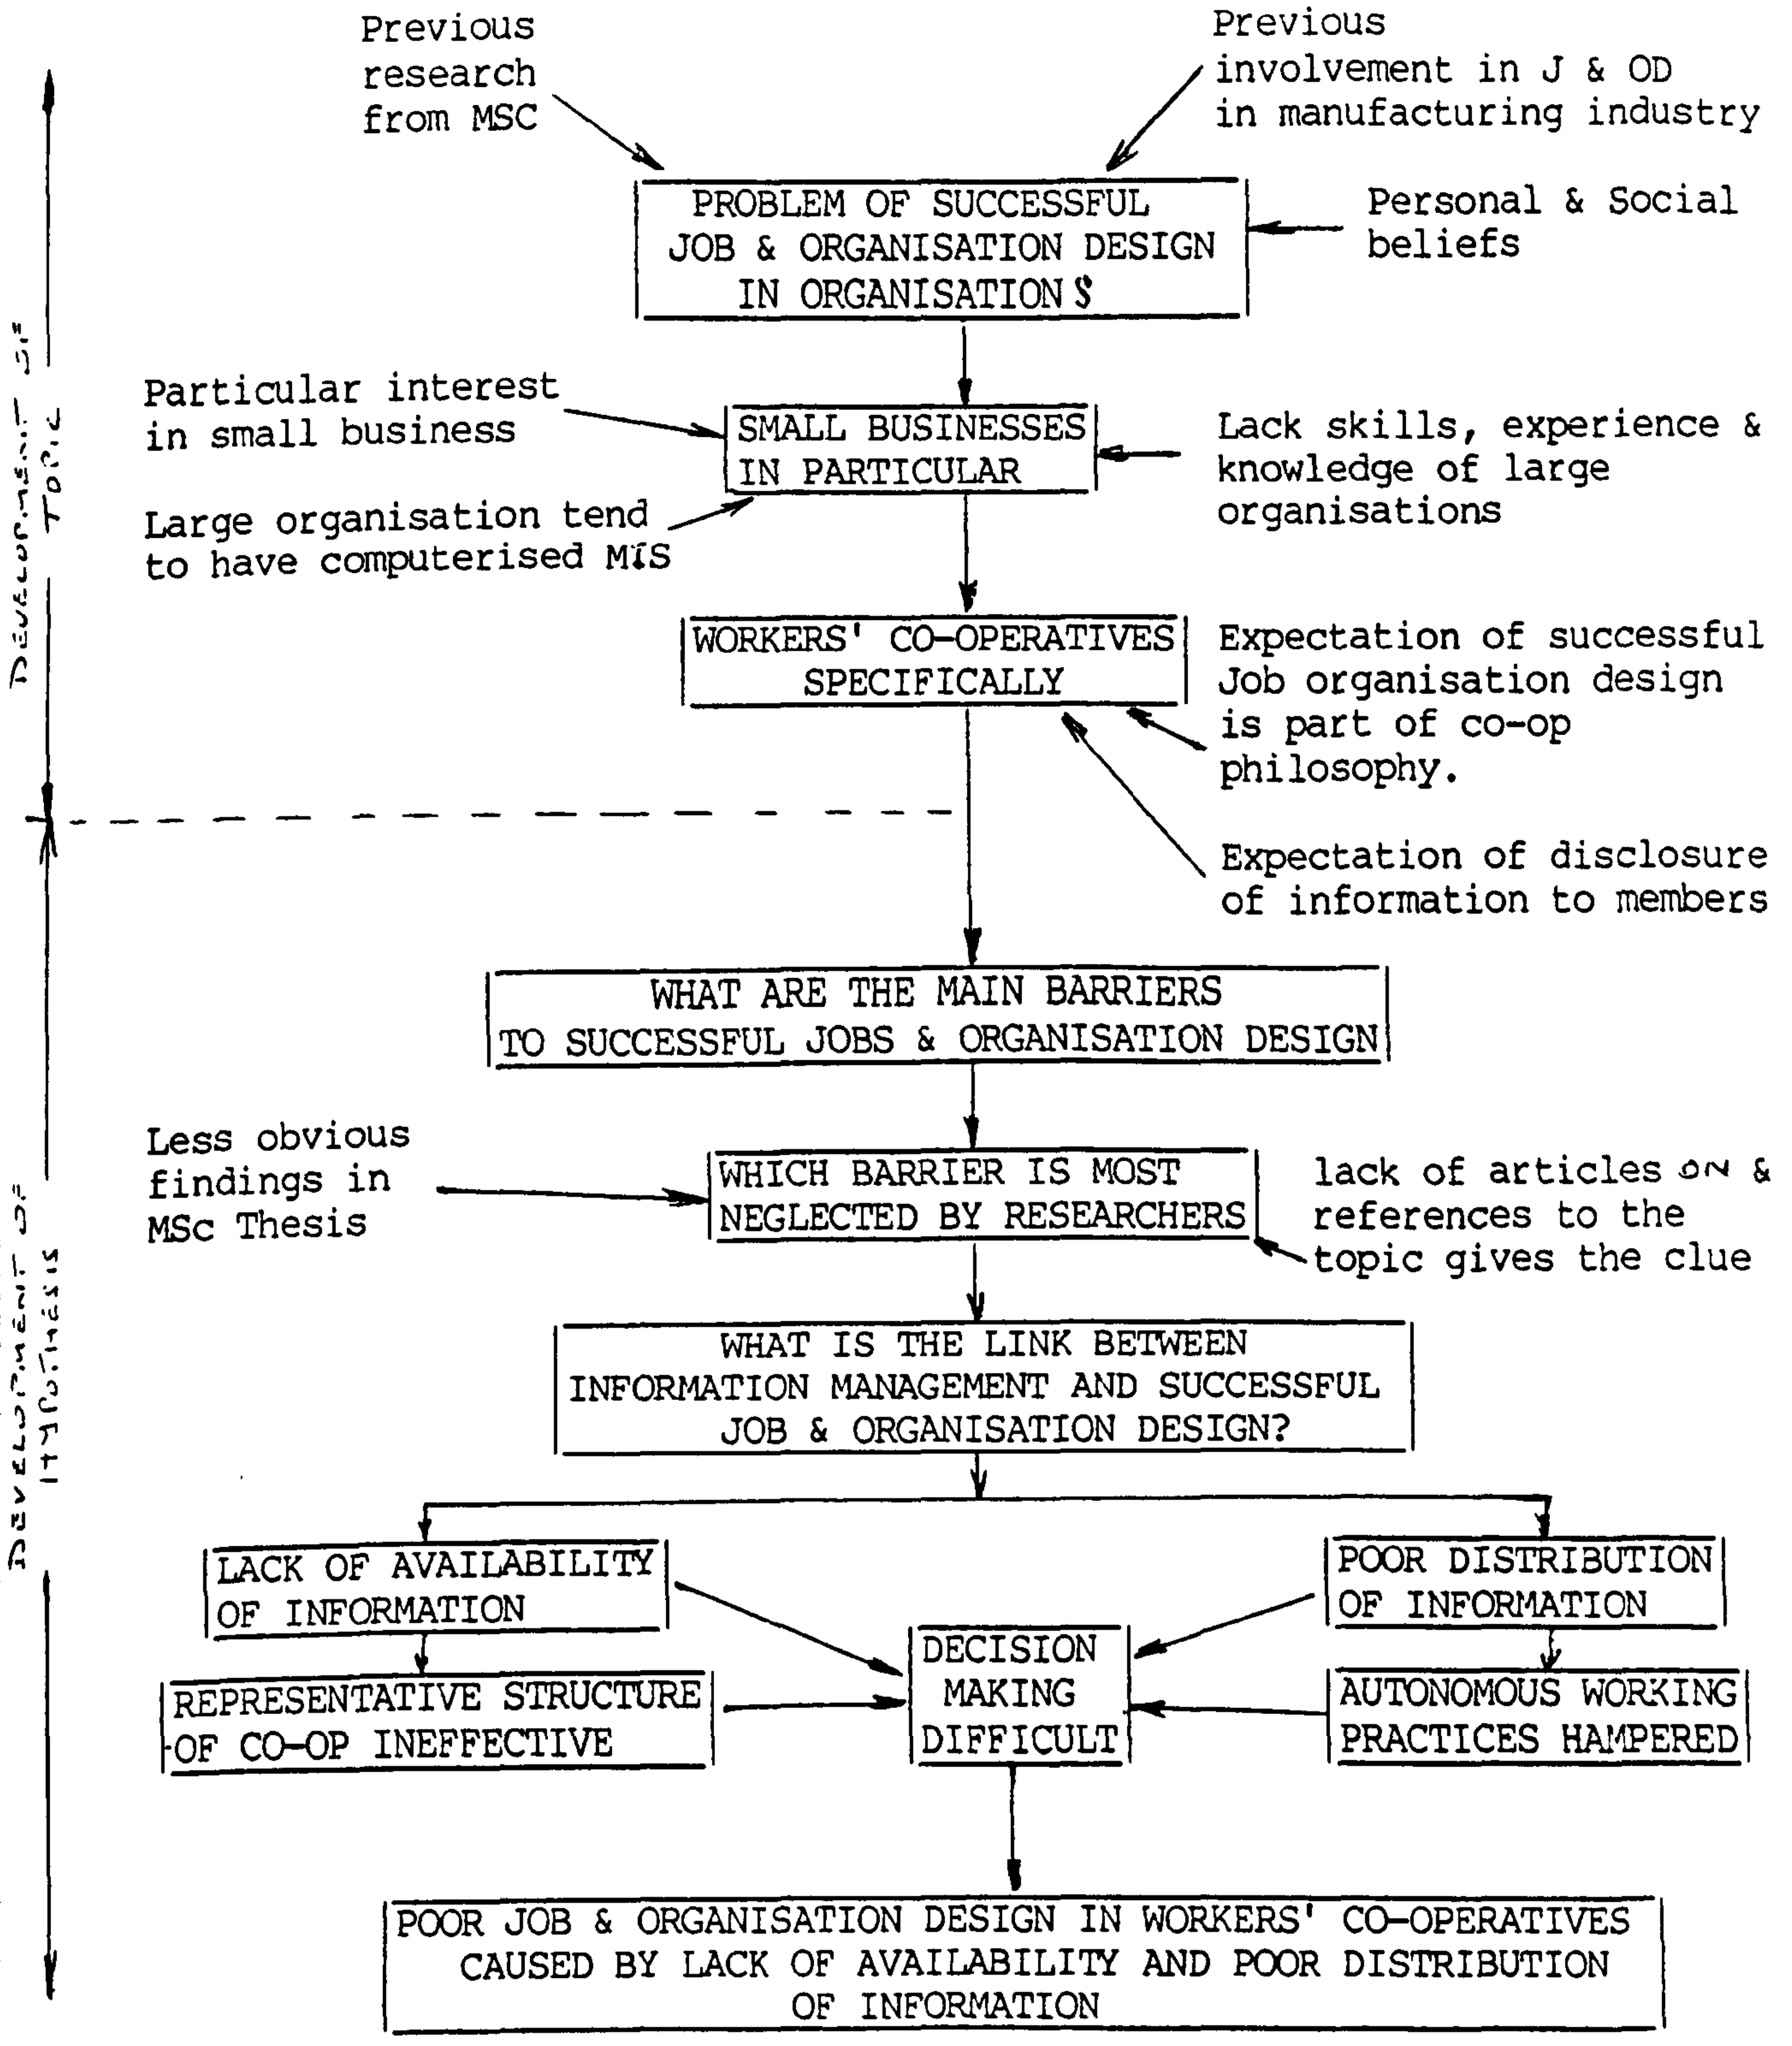 Previous
research
from MSC
Previous
involvement in J & OD
in manufacturing industry
PROBLEM OF SUCCESSFUL
JOB & ORGANISATION DESIGN
IN ORGANISATIONS
Personal & Social
beliefs
DEVELOPMENT OF
TOPIC
Particular interest
in small business
SMALL BUSINESSES
IN PARTICULAR
Lack skills, experience &
knowledge of large
organisations
Large organisation tend
to have computerised MIS
WORKERS' CO-OPERATIVES
SPECIFICALLY
Expectation of successful
Job organisation design
is part of co-op
philosophy.
Expectation of disclosure
of information to members
WHAT ARE THE MAIN BARRIERS
TO SUCCESSFUL JOBS & ORGANISATION DESIGN
DEVELOPMENT OF
HYPOTHESIS
Less obvious
findings in
MSc Thesis
WHICH BARRIER IS MOST
NEGLECTED BY RESEARCHERS
lack of articles ON &
references to the
topic gives the clue
WHAT IS THE LINK BETWEEN
INFORMATION MANAGEMENT AND SUCCESSFUL
JOB & ORGANISATION DESIGN?
LACK OF AVAILABILITY
OF INFORMATION
POOR DISTRIBUTION
OF INFORMATION
DECISION
MAKING
DIFFICULT
REPRESENTATIVE STRUCTURE
OF CO-OP INEFFECTIVE
AUTONOMOUS WORKING
PRACTICES HAMPERED
POOR JOB & ORGANISATION DESIGN IN WORKERS' CO-OPERATIVES
CAUSED BY LACK OF AVAILABILITY AND POOR DISTRIBUTION
OF INFORMATION